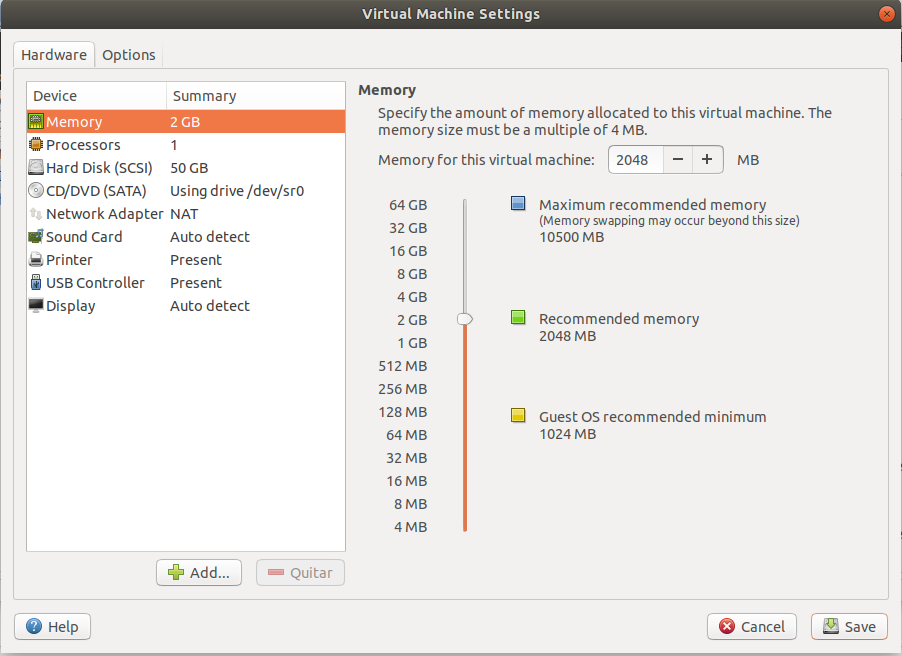 Virtual Machine Settings
Hardware Options
Device Summary
Memory 2 GB
Processors 1
Hard Disk (SCSI) 50 GB
CD/DVD (SATA) Using drive /dev/sr0
Network Adapter NAT
Sound Card Auto detect
Printer Present
USB Controller Present
Display Auto detect
Add...
Quitar
Memory
Specify the amount of memory allocated to this virtual machine. The
memory size must be a multiple of 4 MB.
Memory for this virtual machine: 2048 − + MB
64 GB
32 GB
16 GB
8 GB
4 GB
2 GB
1 GB
512 MB
256 MB
128 MB
64 MB
32 MB
16 MB
8 MB
4 MB
Maximum recommended memory
(Memory swapping may occur beyond this size)
10500 MB
Recommended memory
2048 MB
Guest OS recommended minimum
1024 MB
Help
Cancel
Save